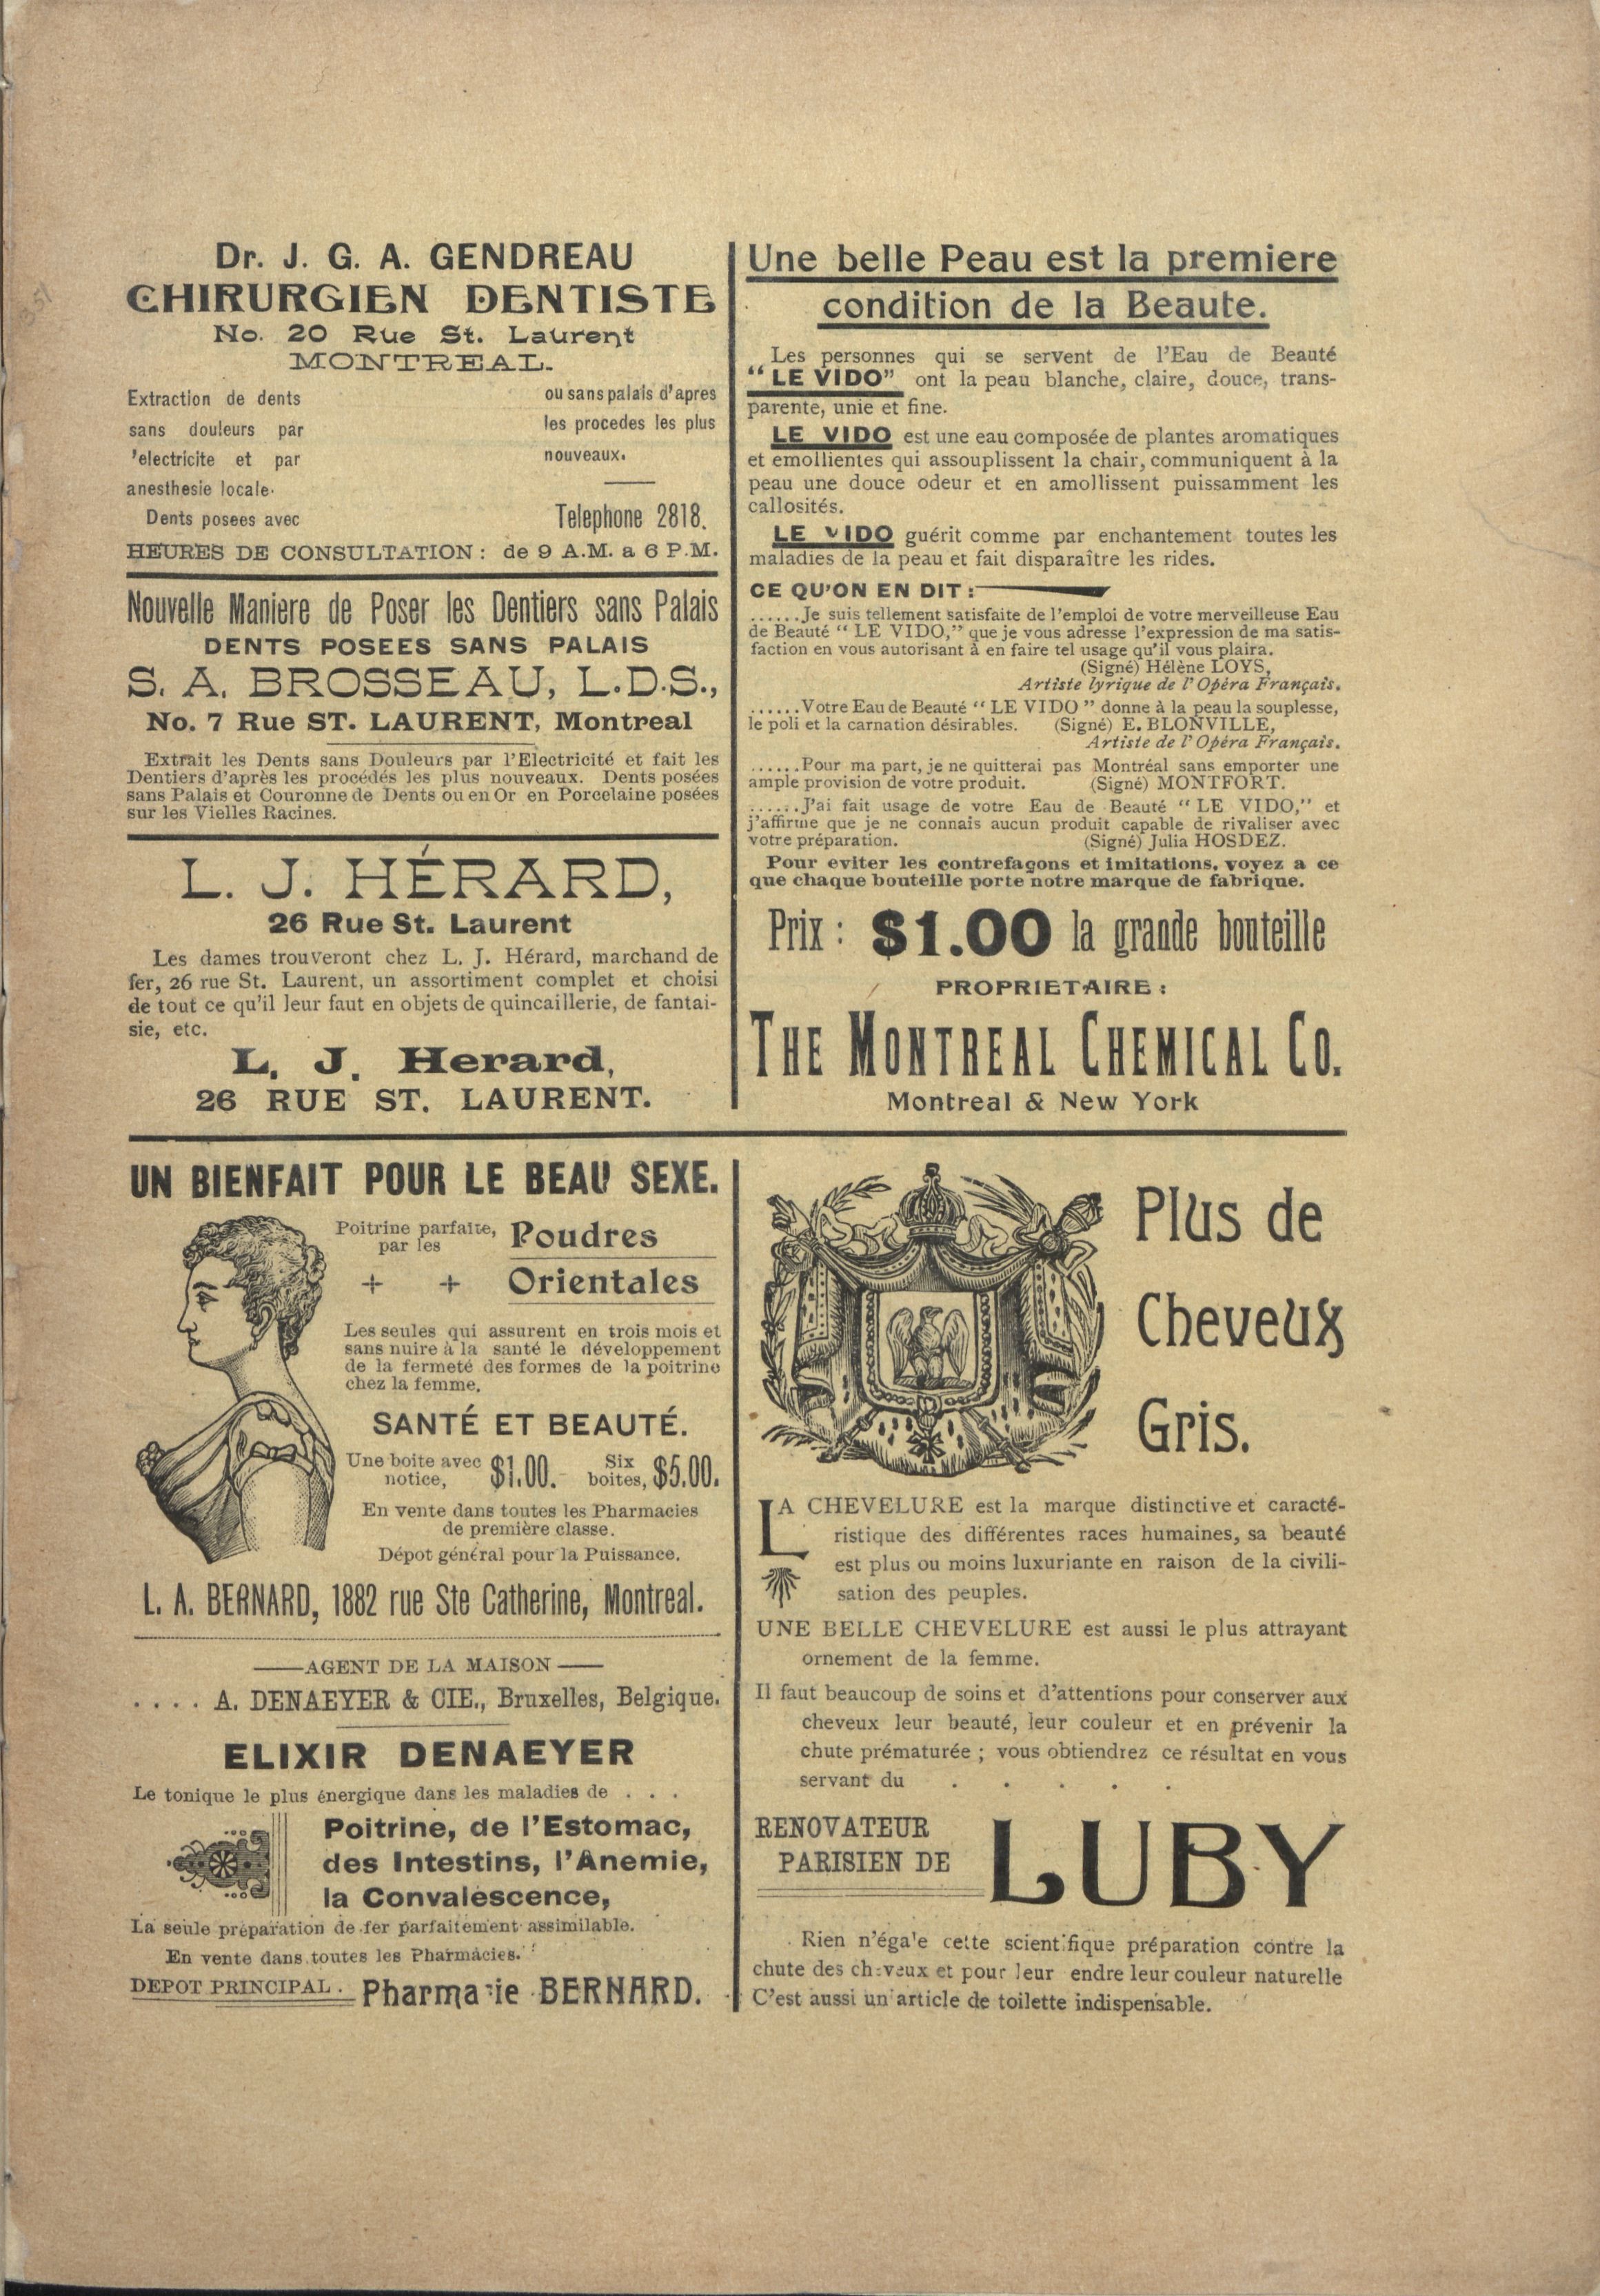 Dr. J. G. A. GENDREAU
CHIRURGIEN DENTISTE
No. 20 Rue St. Laurent
MONTREAL.
Extraction de dents
sans douleurs par
'electricite et par
anesthesie locale.
Dents posees avec
ou sans palais d'apres
les procedes les plus
nouveaux.
Telephone 2818.
HEURES DE CONSULTATION: de 9 A.M. a 6 P.M.
Nouvelle Maniere de Poser les Dentiers sans Palais
DENTS POSEES SANS PALAIS
S. A. BROSSEAU, L.D.S.,
No. 7 Rue ST. LAURENT, Montreal
Extrait les Dents sans Douleurs par l'Electricité et fait les
Dentiers d'après les procédés les plus nouveaux. Dents posées
sans Palais et Couronne de Dents ou en Or en Porcelaine posées
sur les Vielles Racines.
L. J. HÉRARD,
26 Rue St. Laurent
Les dames trouveront chez L. J. Hérard, marchand de
fer, 26 rue St. Laurent, un assortiment complet et choisi
de tout ce qu'il leur faut en objets de quincaillerie, de fantai-
sie, etc.
L. J. Herard,
26 RUE ST. LAURENT.
Une belle Peau est la premiere
condition de la Beaute.
Les personnes qui se servent de l'Eau de Beauté
"LE VIDO" ont la peau blanche, claire, douce, trans-
parente, unie et fine.
LE VIDO est une eau composée de plantes aromatiques
et emollientes qui assouplissent la chair, communiquent à la
peau une douce odeur et en amollissent puissamment les
callosités.
LE VIDO guérit comme par enchantement toutes les
maladies de la peau et fait disparaître les rides.
CE QU'ON EN DIT:
......Je suis tellement satisfaite de l'emploi de votre merveilleuse Eau
de Beauté "LE VIDO," que je vous adresse l'expression de ma satis-
faction en vous autorisant à en faire tel usage qu'il vous plaira.
(Signé) Hélène LOYS,
Artiste lyrique de l'Opéra Français.
......Votre Eau de Beauté "LE VIDO" donne à la peau la souplesse,
le poli et la carnation désirables. (Signé) E. BLONVILLE,
Artiste de l'Opéra Français.
......Pour ma part, je ne quitterai pas Montréal sans emporter une
ample provision de votre produit. (Signé) MONTFORT.
......J'ai fait usage de votre Eau de Beauté "LE VIDO," et
j'affirme que je ne connais aucun produit capable de rivaliser avec
votre préparation. (Signé) Julia HOSDEZ.
Pour eviter les contrefaçons et imitations, voyez a ce
que chaque bouteille porte notre marque de fabrique.
Prix: $1.00 la grande bouteille
PROPRIETAIRE:
THE MONTREAL CHEMICAL CO.
Montreal & New York
UN BIENFAIT POUR LE BEAU SEXE.
Poitrine parfaite,
par les
Poudres
+ + Orientales
Les seules qui assurent en trois mois et
sans nuire à la santé le développement
de la fermeté des formes de la poitrine
chez la femme.
SANTÉ ET BEAUTÉ.
Une boite avec notice, $1.00. Six boites, $5.00.
En vente dans toutes les Pharmacies
de première classe.
Dépot général pour la Puissance.
L. A. BERNARD, 1882 rue Ste Catherine, Montreal.
AGENT DE LA MAISON
.... A. DENAEYER & CIE., Bruxelles, Belgique.
ELIXIR DENAEYER
Le tonique le plus énergique dans les maladies de . . .
Poitrine, de l'Estomac,
des Intestins, l'Anemie,
la Convalescence,
La seule préparation de fer parfaitement assimilable.
En vente dans toutes les Pharmacies.
DEPOT PRINCIPAL. Pharmacie BERNARD.
Plus de
Cheveux
Gris.
LA CHEVELURE est la marque distinctive et caracté-
ristique des différentes races humaines, sa beauté
est plus ou moins luxuriante en raison de la civili-
sation des peuples.
UNE BELLE CHEVELURE est aussi le plus attrayant
ornement de la femme.
Il faut beaucoup de soins et d'attentions pour conserver aux
cheveux leur beauté, leur couleur et en prévenir la
chute prématurée ; vous obtiendrez ce résultat en vous
servant du . . . . .
RENOVATEUR
PARISIEN DE
LUBY
Rien n'égale cette scientifique préparation contre la
chute des cheveux et pour leur endre leur couleur naturelle
C'est aussi un article de toilette indispensable.